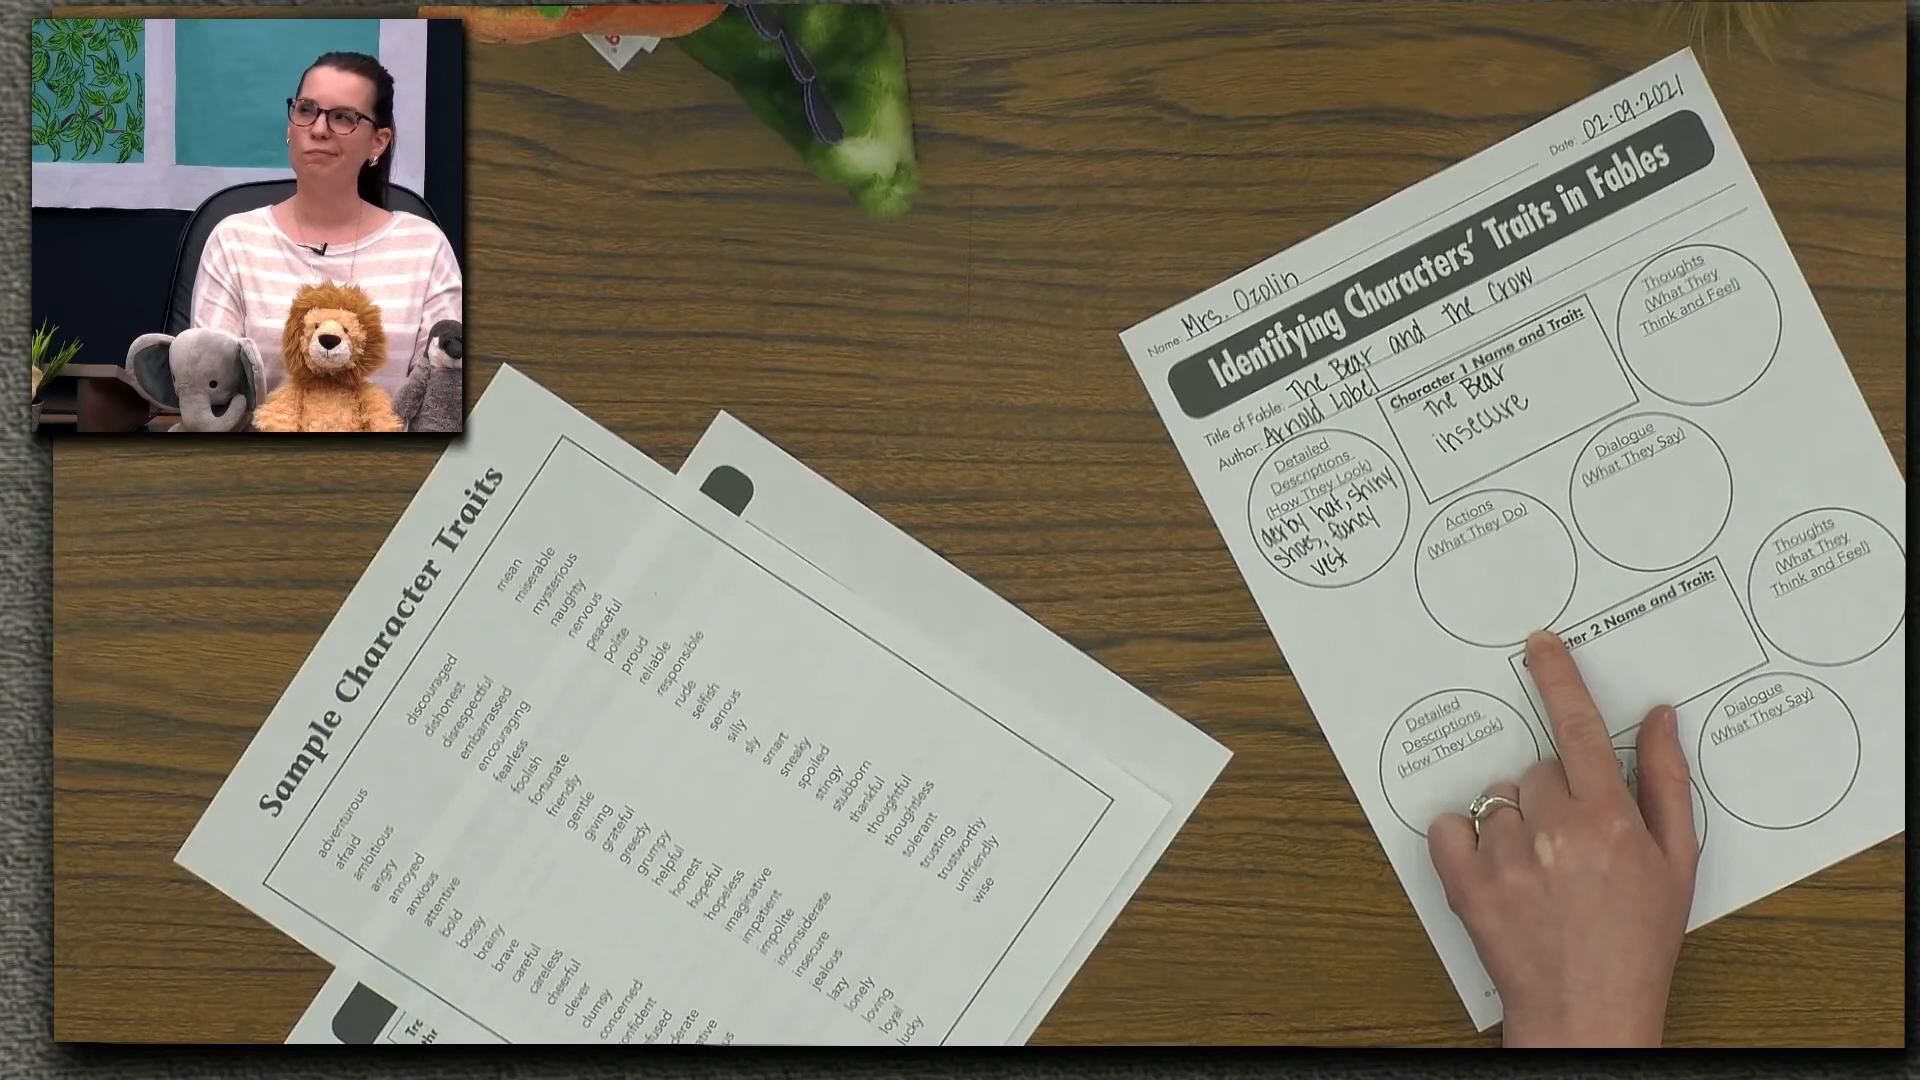 Sample Character Traits
adventurous
afraid
ambitious
angry
annoyed
anxious
attentive
bold
bossy
brainy
brave
careful
careless
cheerful
clever
clumsy
concerned
discouraged
dishonest
disrespectful
embarrassed
encouraging
fearless
foolish
fortunate
friendly
gentle
giving
grateful
greedy
grumpy
helpful
honest
hopeful
hopeless
imaginative
impatient
impolite
inconsiderate
insecure
jealous
lazy
lonely
loving
loyal
lucky
mean
miserable
mysterious
naughty
nervous
peaceful
polite
proud
reliable
responsible
rude
selfish
serious
silly
sly
smart
sneaky
spoiled
stingy
stubborn
thankful
thoughtful
thoughtless
tolerant
trusting
trustworthy
unfriendly
wise
Name: Mrs. Ozolin
Date: 02.09.2021
Identifying Characters' Traits in Fables
Title of Fable: The Bear and the Crow
Author: Arnold Lobel
Character 1 Name and Trait:
The Bear
insecure
Detailed
Descriptions
(How They Look)
derby hat, shiny
shoes, fancy
vest
Actions
(What They Do)
Dialogue
(What They Say)
Thoughts
(What They
Think and Feel)
2 Name and Trait:
Detailed
Descriptions
(How They Look)
Dialogue
(What They Say)
Thoughts
(What They
Think and Feel)